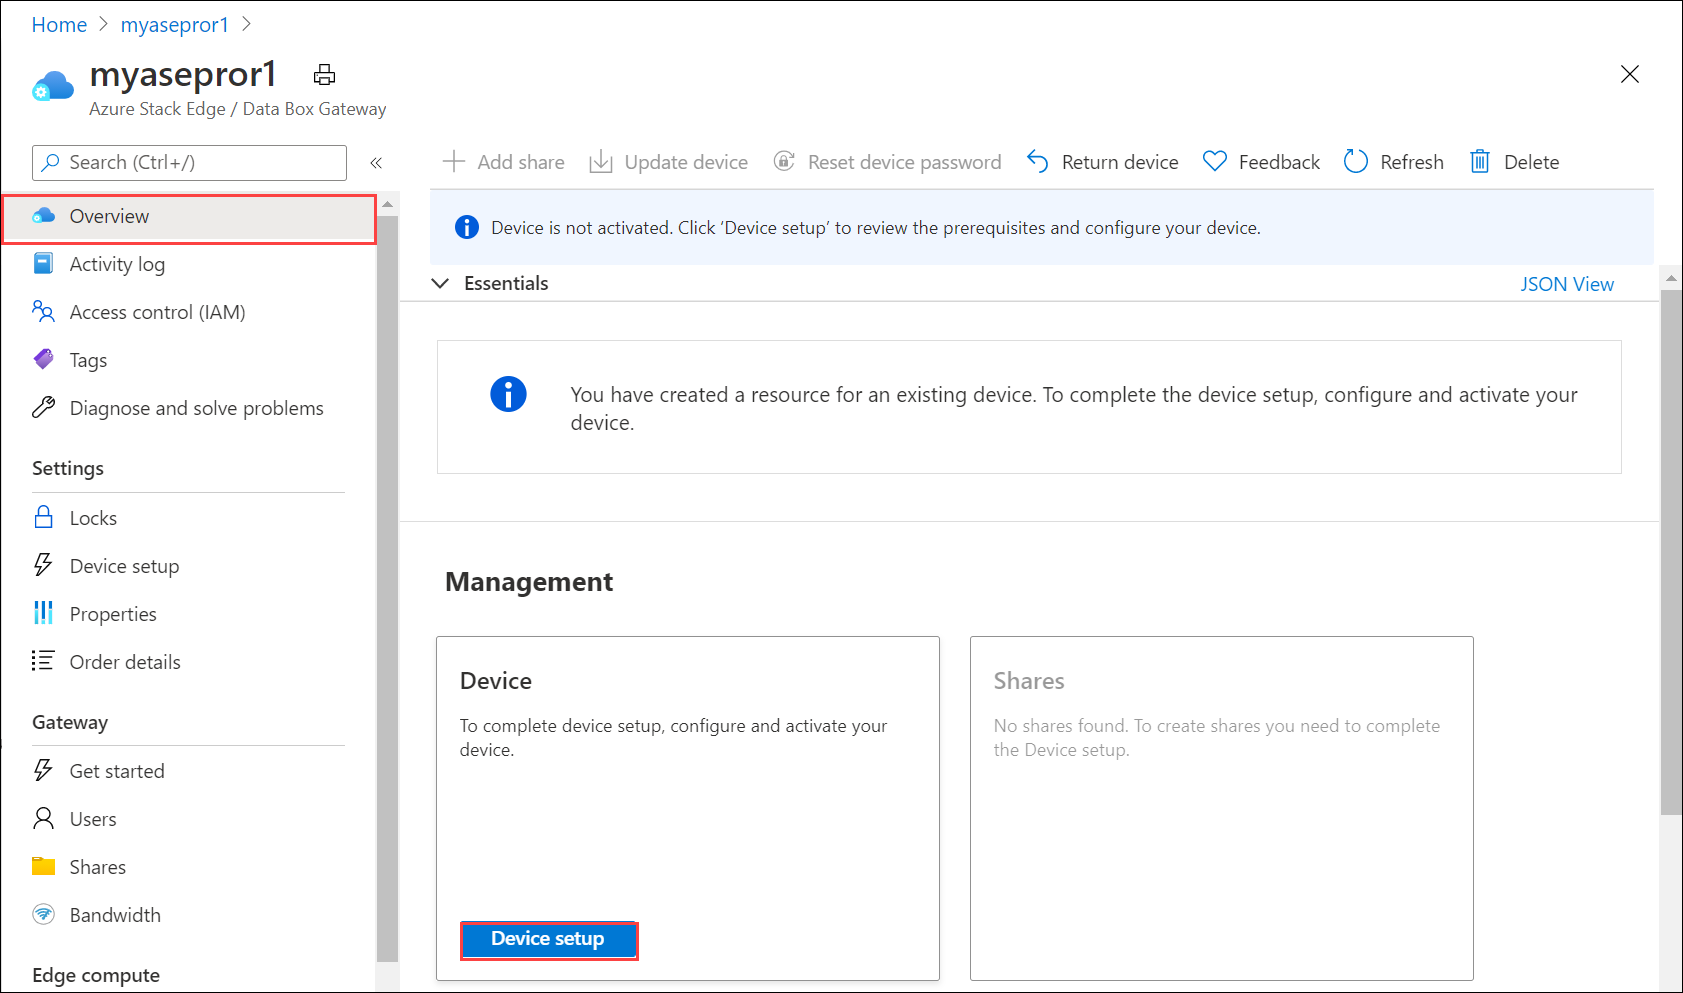 Home > myasepror1 >
myasepror1
Azure Stack Edge / Data Box Gateway
Search (Ctrl+/)
«
Add share
Update device
Reset device password
Return device
Feedback
Refresh
Delete
Overview
Activity log
Access control (IAM)
Tags
Diagnose and solve problems
Settings
Locks
Device setup
Properties
Order details
Gateway
Get started
Users
Shares
Bandwidth
Edge compute
Device is not activated. Click ‘Device setup’ to review the prerequisites and configure your device.
Essentials
JSON View
You have created a resource for an existing device. To complete the device setup, configure and activate your
device.
Management
Device
To complete device setup, configure and activate your
device.
Device setup
Shares
No shares found. To create shares you need to complete
the Device setup.